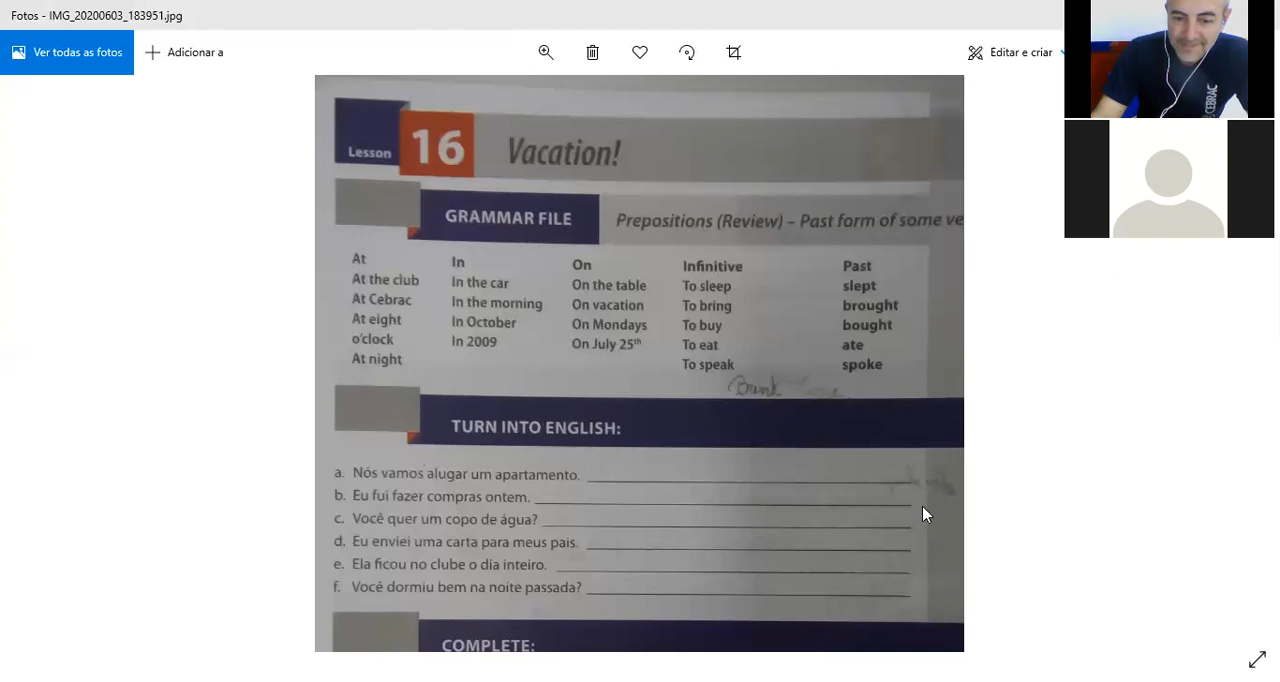 Fotos - IMG_20200603_183951.jpg
Ver todas as fotos
Adicionar a
Editar e criar
CEBRAC
Lesson 16 Vacation!
GRAMMAR FILE
Prepositions (Review) – Past form of some ve
At
At the club
At Cebrac
At eight
o'clock
At night
In
In the car
In the morning
In October
In 2009
On
On the table
On vacation
On Mondays
On July 25th
Infinitive
To sleep
To bring
To buy
To eat
To speak
Past
slept
brought
bought
ate
spoke
TURN INTO ENGLISH:
a. Nós vamos alugar um apartamento.
b. Eu fui fazer compras ontem.
c. Você quer um copo de água?
d. Eu enviei uma carta para meus pais.
e. Ela ficou no clube o dia inteiro.
f. Você dormiu bem na noite passada?
COMPLETE: